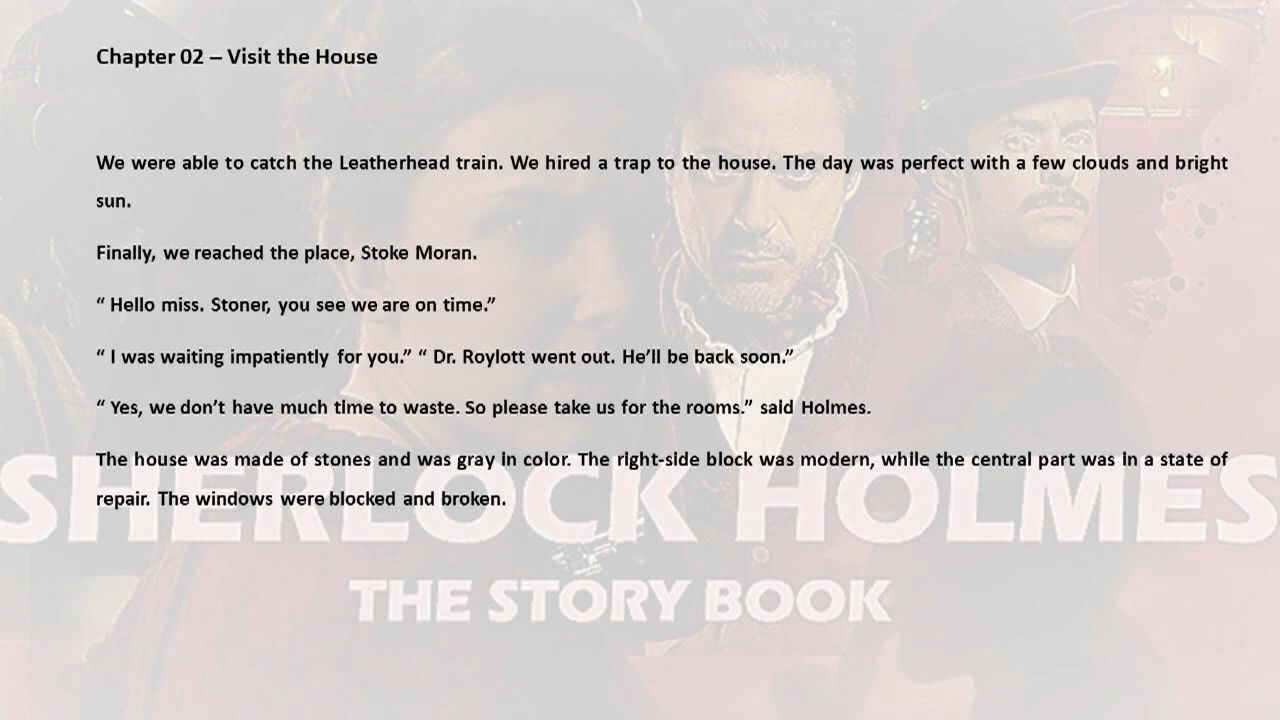 Chapter 02 – Visit the House
We were able to catch the Leatherhead train. We hired a trap to the house. The day was perfect with a few clouds and bright
sun.
Finally, we reached the place, Stoke Moran.
“ Hello miss. Stoner, you see we are on time.”
“ I was waiting impatiently for you.” “ Dr. Roylott went out. He’ll be back soon.”
“ Yes, we don’t have much time to waste. So please take us for the rooms.” said Holmes.
The house was made of stones and was gray in color. The right-side block was modern, while the central part was in a state of
repair. The windows were blocked and broken.
SHERLOCK HOLMES
THE STORY BOOK